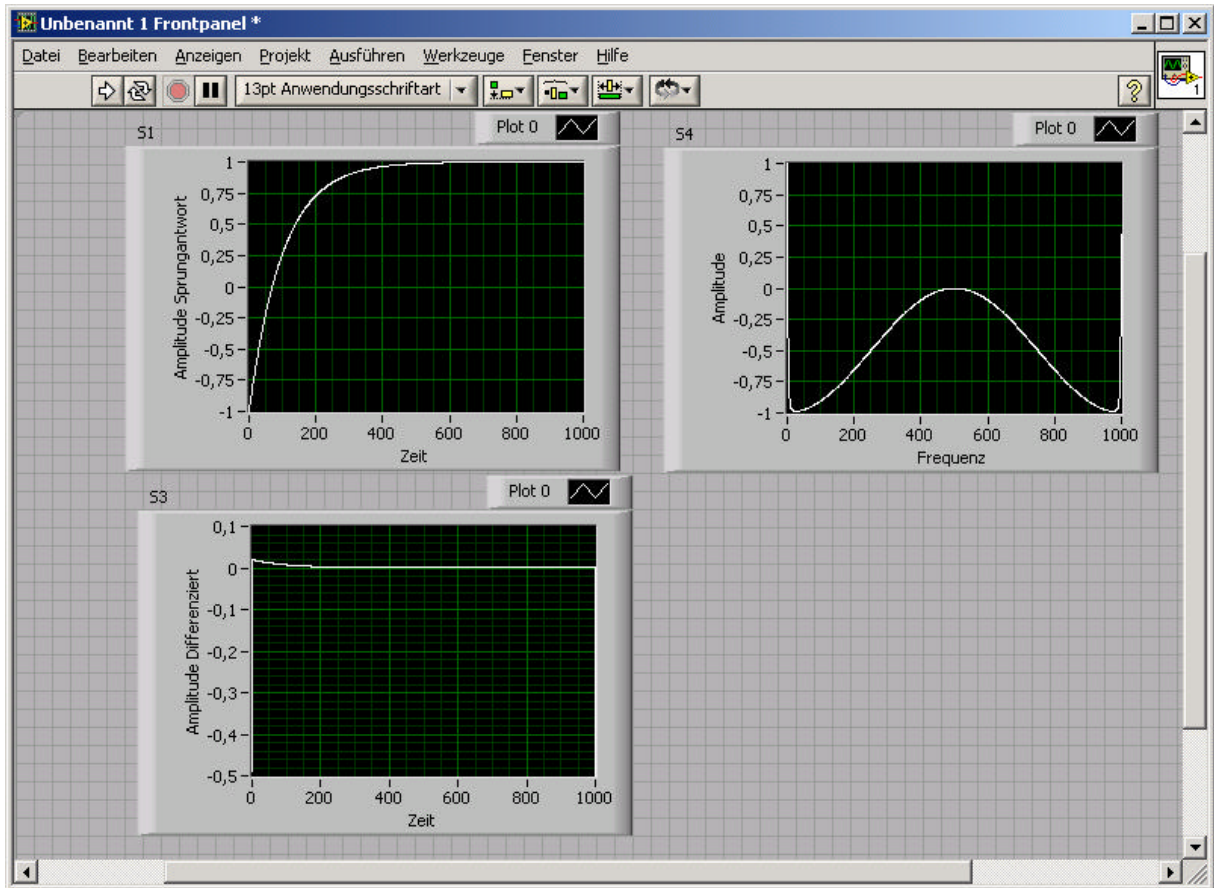 Unbenannt 1 Frontpanel *
Datei Bearbeiten Anzeigen Projekt Ausführen Werkzeuge Fenster Hilfe
13pt Anwendungsschriftart
?
1
S1
Plot 0
Amplitude Sprungantwort
1
0,75
0,5
0,25
0
-0,25
-0,5
-0,75
-1
0 200 400 600 800 1000
Zeit
S4
Plot 0
Amplitude
1
0,75
0,5
0,25
0
-0,25
-0,5
-0,75
-1
0 200 400 600 800 1000
Frequenz
S3
Plot 0
Amplitude Differenziert
0,1
0
-0,1
-0,2
-0,3
-0,4
-0,5
0 200 400 600 800 1000
Zeit